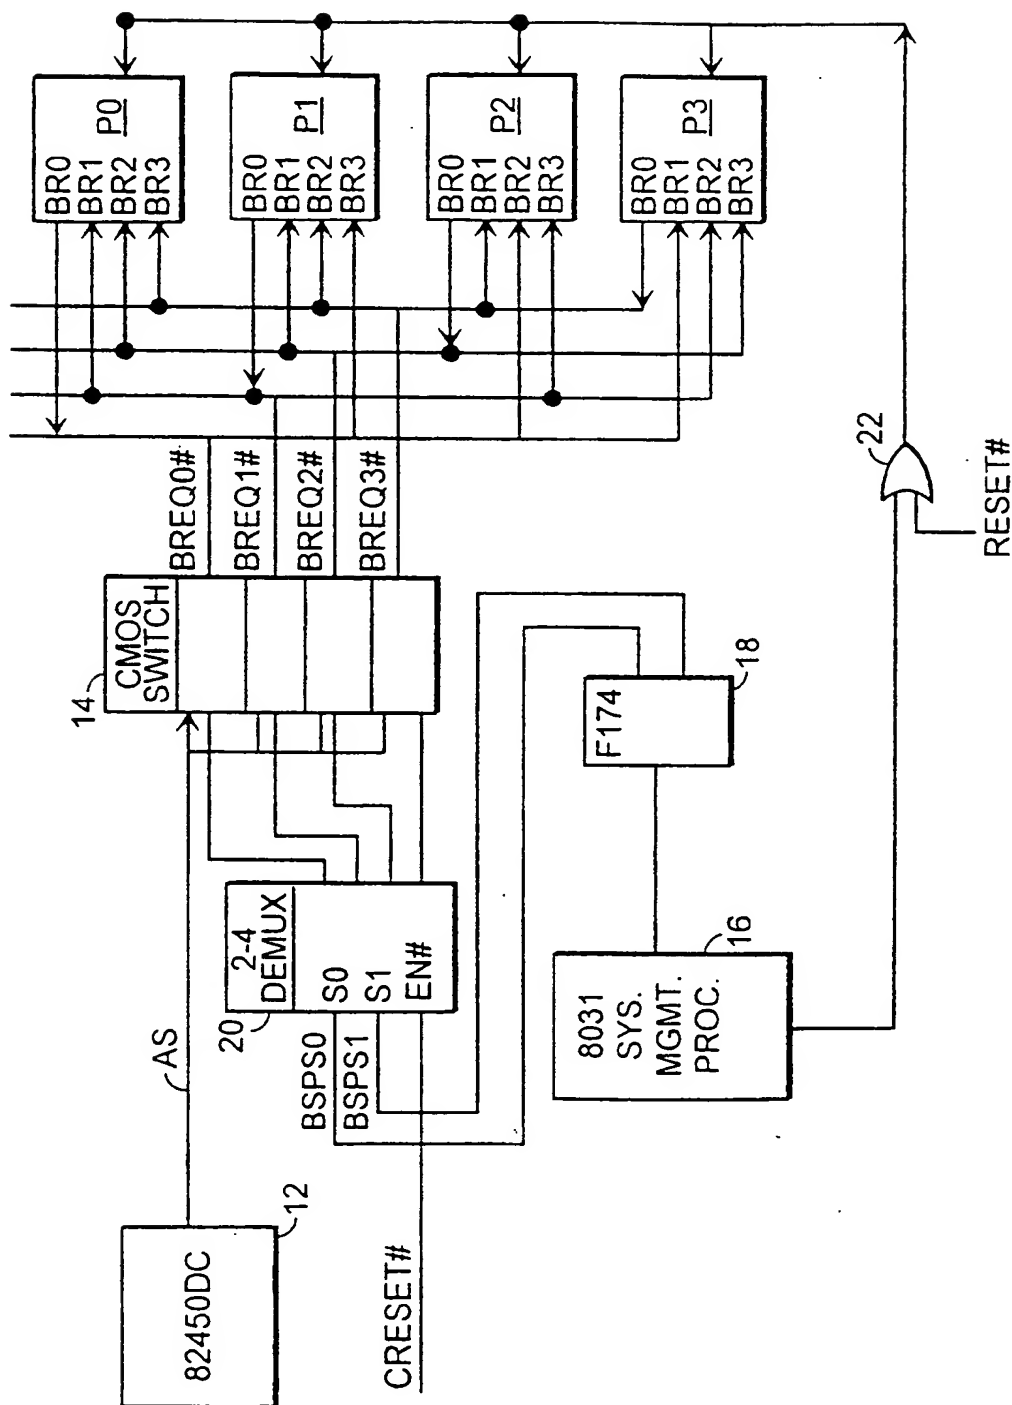 82450DC
12
AS
CRESET#
20
2-4
DEMUX
S0
S1
EN#
BSPS0
BSPS1
14
CMOS
SWITCH
BREQ0#
BREQ1#
BREQ2#
BREQ3#
8031
SYS.
MGMT.
PROC.
16
F174
18
22
RESET#
P0
BR0
BR1
BR2
BR3
P1
BR0
BR1
BR2
BR3
P2
BR0
BR1
BR2
BR3
P3
BR0
BR1
BR2
BR3